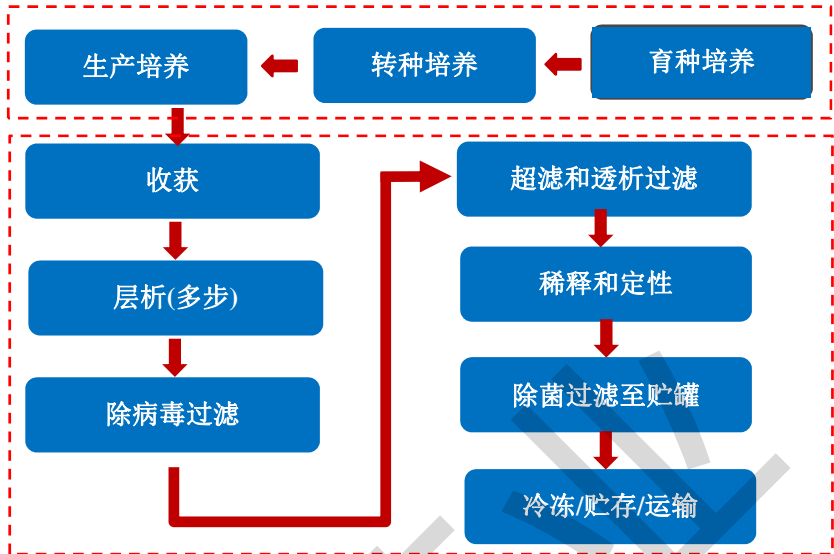 育种培养
转种培养
生产培养
收获
层析(多步)
除病毒过滤
超滤和透析过滤
稀释和定性
除菌过滤至贮罐
冷冻/贮存/运输